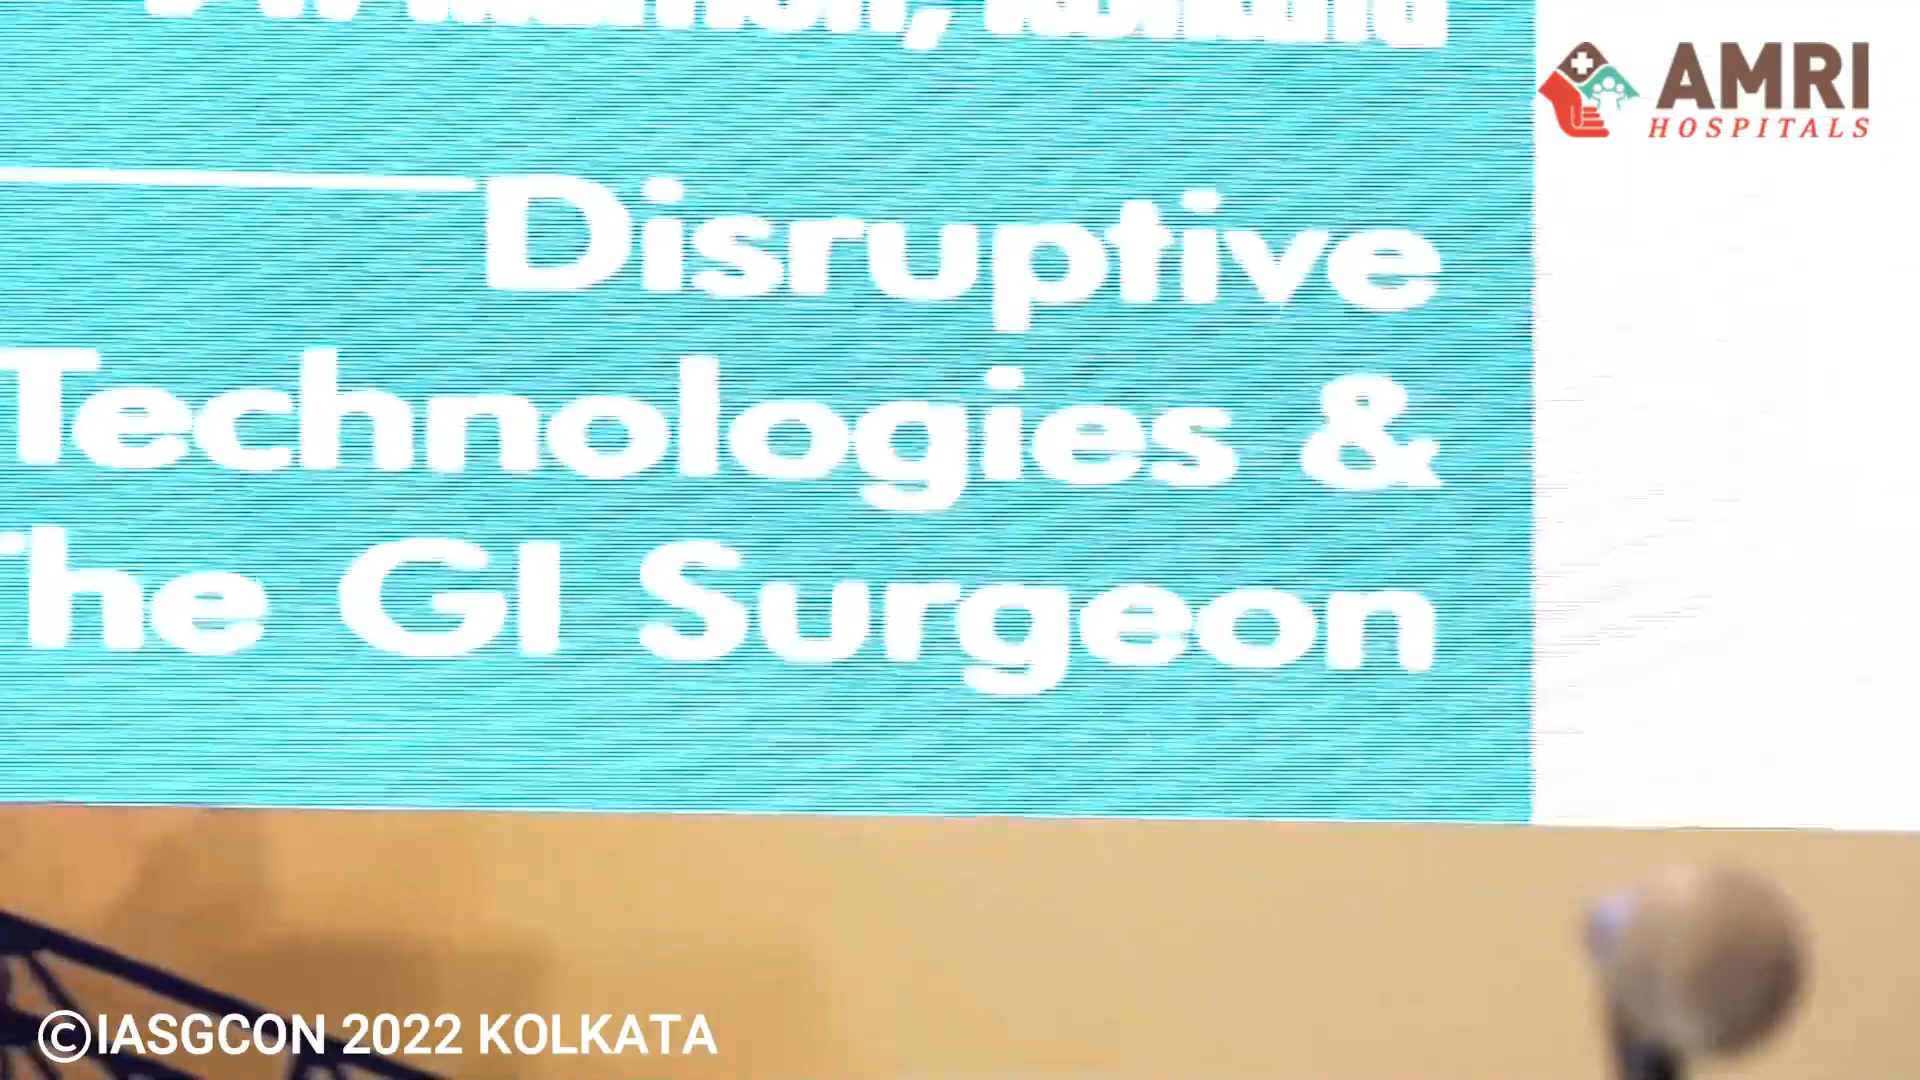 AMRI
HOSPITALS
Disruptive
Technologies &
he GI Surgeon
©IASGCON 2022 KOLKATA